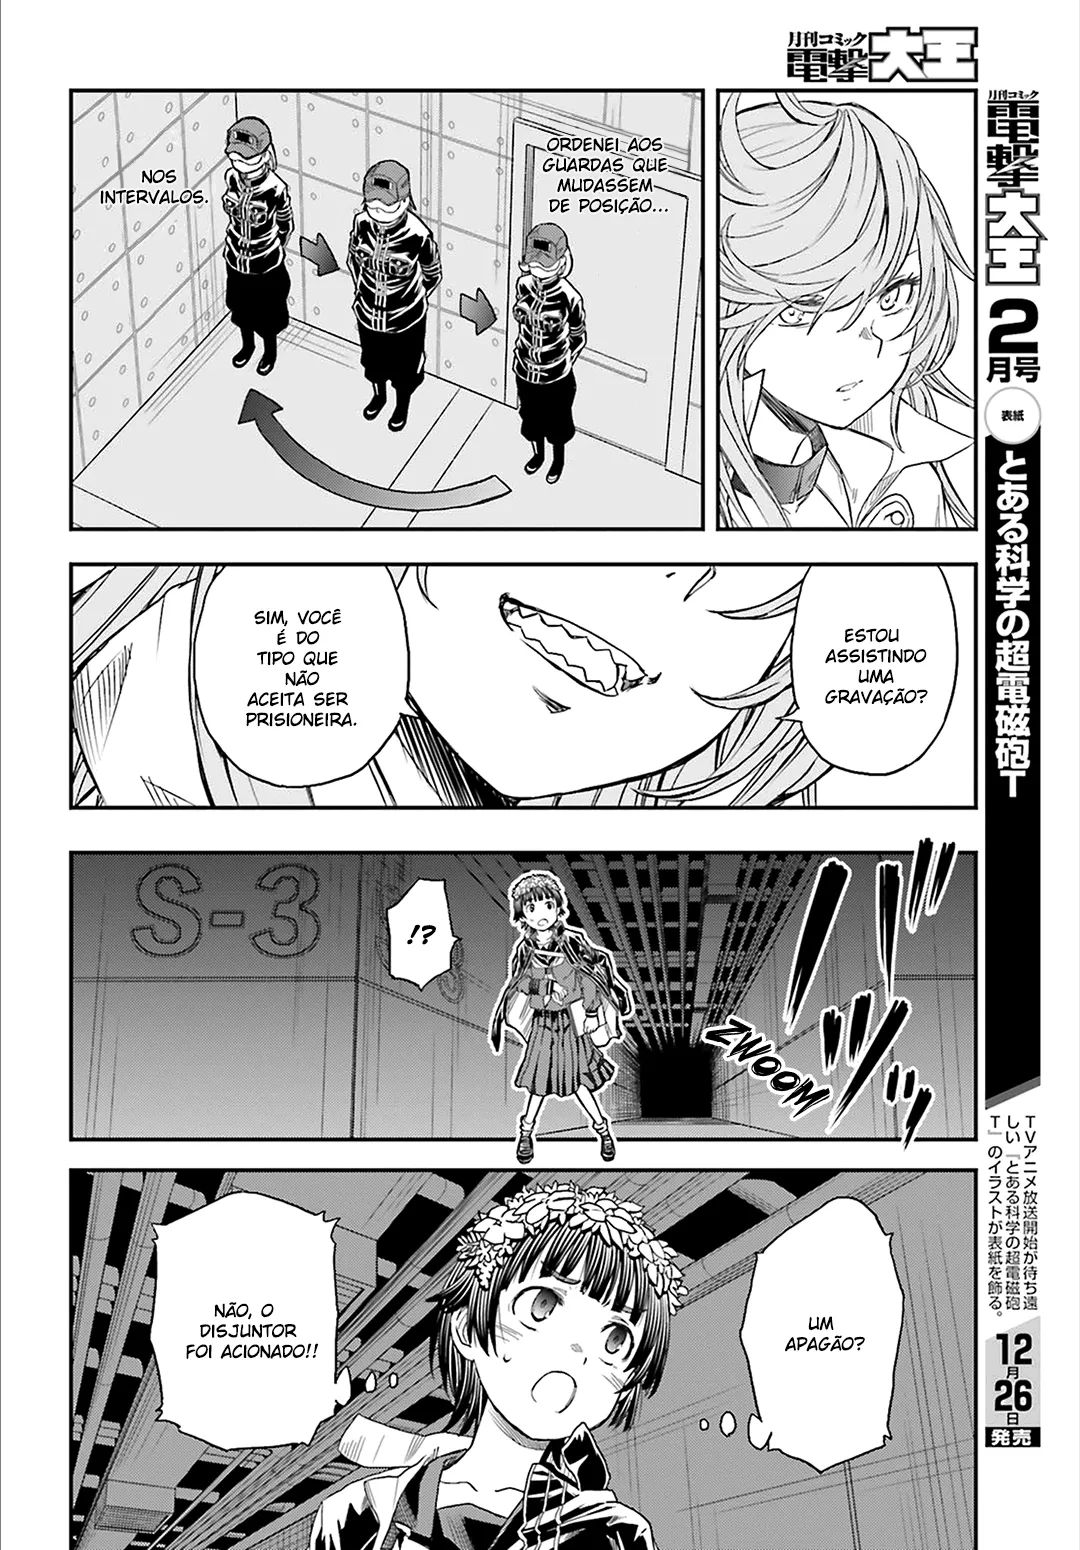 月刊コミック
電撃大王
月刊コミック
電撃大王
2
月号
表紙
とある科学の超電磁砲T
TVアニメ放送開始が待ち遠
しい『とある科学の超電磁砲
T』のイラストが表紙を飾る。
12
月
26
日
発売
ORDENEI AOS
GUARDAS QUE
MUDASSEM
DE POSIÇÃO...
NOS
INTERVALOS.
ESTOU
ASSISTINDO
UMA
GRAVAÇÃO?
SIM, VOCÊ
É DO
TIPO QUE
NÃO
ACEITA SER
PRISIONEIRA.
S-3
!?
ZWOOM
UM
APAGÃO?
NÃO, O
DISJUNTOR
FOI ACIONADO!!